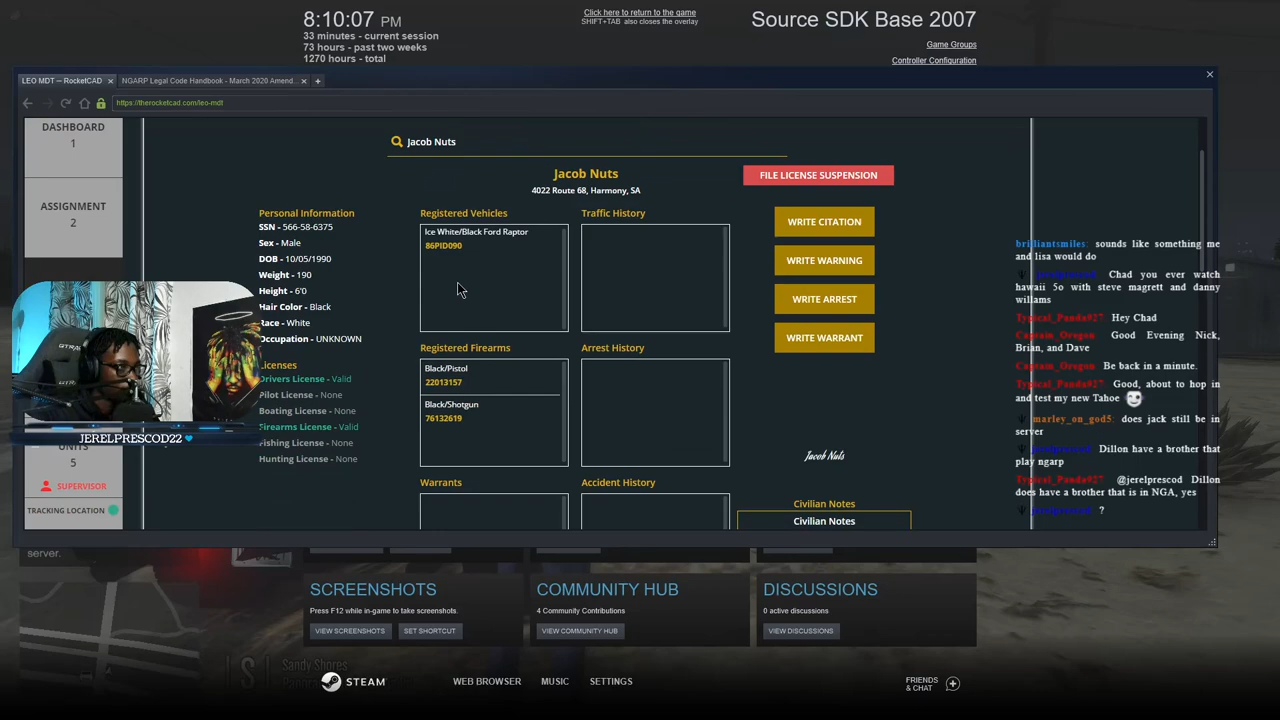 8:10:07 PM
33 minutes - current session
73 hours - past two weeks
1270 hours - total
Click here to return to the game
SHIFT+TAB also closes the overlay
Source SDK Base 2007
Game Groups
Controller Configuration
LEO MDT -- RocketCAD
NGARP Legal Code Handbook - March 2020 Amend...
https://therocketcad.com/leo-mdt
DASHBOARD
1
ASSIGNMENT
2
UNITS
5
SUPERVISOR
TRACKING LOCATION
Jacob Nuts
Jacob Nuts
4022 Route 68, Harmony, SA
FILE LICENSE SUSPENSION
Personal Information
SSN - 566-58-6375
Sex - Male
DOB - 10/05/1990
Weight - 190
Height - 6'0
Hair Color - Black
Race - White
Occupation - UNKNOWN
Licenses
Drivers License - Valid
Pilot License - None
Boating License - None
Firearms License - Valid
Fishing License - None
Hunting License - None
Registered Vehicles
Ice White/Black Ford Raptor
86PID090
Traffic History
Registered Firearms
Black/Pistol
22013157
Black/Shotgun
76132619
Arrest History
Warrants
Accident History
WRITE CITATION
WRITE WARNING
WRITE ARREST
WRITE WARRANT
Jacob Nuts
Civilian Notes
Civilian Notes
JERELPRESCOD22
brilliantsmiles: sounds like something me
and lisa would do
jerelprescod: Chad you ever watch
hawaii 5o with steve magrett and danny
willams
Typical_Panda927: Hey Chad
Captain_Oregon: Good Evening Nick,
Brian, and Dave
Captain_Oregon: Be back in a minute.
Typical_Panda927: Good, about to hop in
and test my new Tahoe
marley_on_god5: does jack still be in
server
jerelprescod: Dillon have a brother that
play ngarp
Typical_Panda927: @jerelprescod Dillon
does have a brother that is in NGA, yes
jerelprescod: ?
server.
SCREENSHOTS
Press F12 while in-game to take screenshots.
VIEW SCREENSHOTS
SET SHORTCUT
COMMUNITY HUB
4 Community Contributions
VIEW COMMUNITY HUB
DISCUSSIONS
0 active discussions
VIEW DISCUSSIONS
S
Sandy Shores
STEAM
WEB BROWSER
MUSIC
SETTINGS
FRIENDS
& CHAT